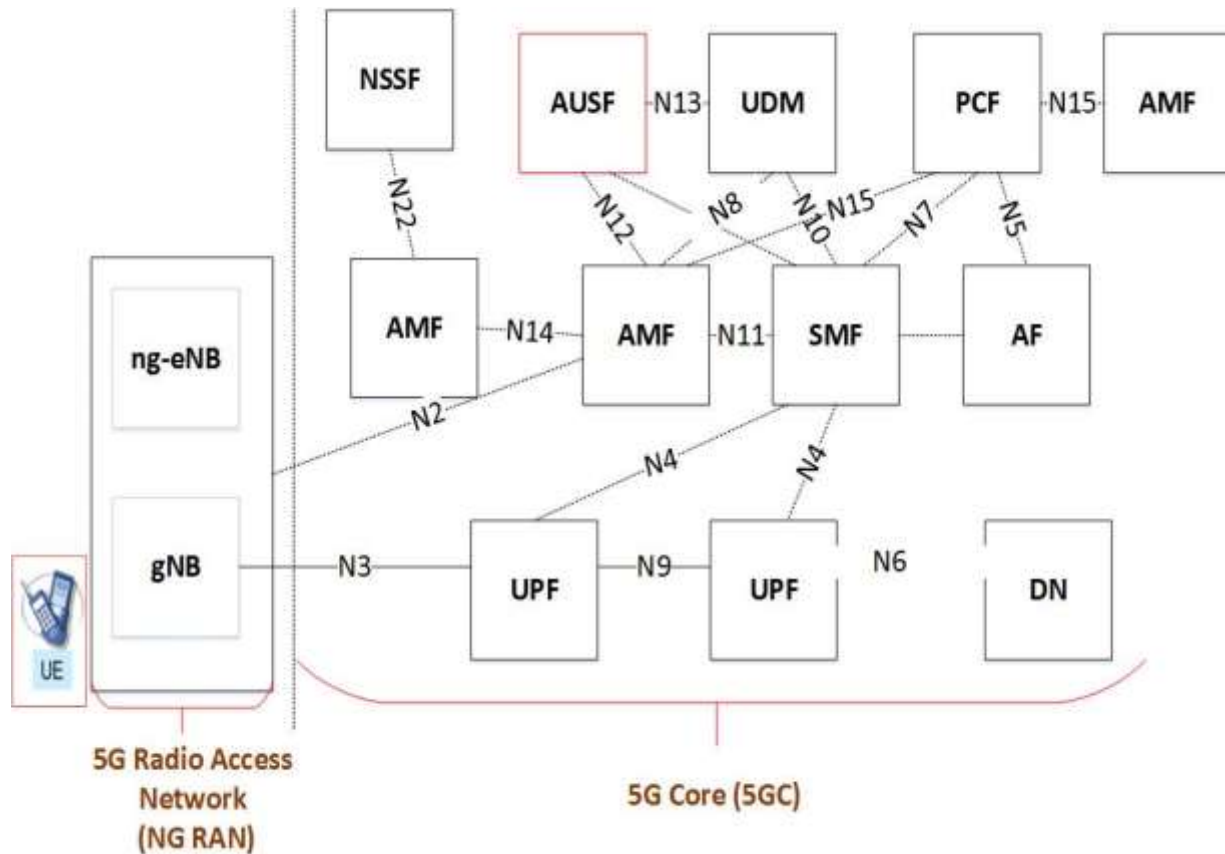 NSSF
AUSF
N13
UDM
PCF
N15
AMF
N22
N12
N8
N10
N15
N7
N5
AMF
N14
AMF
N11
SMF
AF
ng-eNB
N2
N4
N4
gNB
N3
UPF
N9
UPF
N6
DN
UE
5G Radio Access
Network
(NG RAN)
5G Core (5GC)